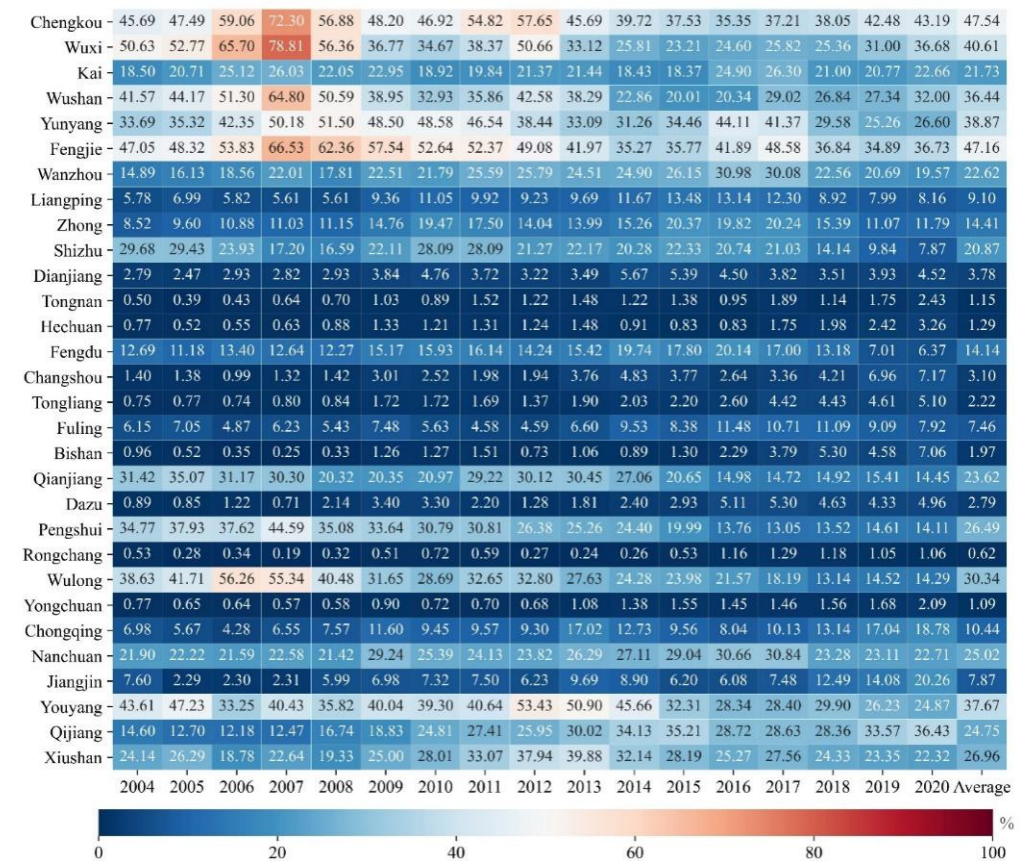 Chengkou 45.69 47.49 59.06 72.30 56.88 48.20 46.92 54.82 57.65 45.69 39.72 37.53 35.35 37.21 38.05 42.48 43.19 47.54
Wuxi 50.63 52.77 65.70 78.81 56.36 36.77 34.67 38.37 50.66 33.12 25.81 23.21 24.60 25.82 25.36 31.00 36.68 40.61
Kai 18.50 20.71 25.12 26.03 22.05 22.95 18.92 19.84 21.37 21.44 18.43 18.37 24.90 26.30 21.00 20.77 22.66 21.73
Wushan 41.57 44.17 51.30 64.80 50.59 38.95 32.93 35.86 42.58 38.29 22.86 20.01 20.34 29.02 26.84 27.34 32.00 36.44
Yunyang 33.69 35.32 42.35 50.18 51.50 48.50 48.58 46.54 38.44 33.09 31.26 34.46 44.11 41.37 29.58 25.26 26.60 38.87
Fengjie 47.05 48.32 53.83 66.53 62.36 57.54 52.64 52.37 49.08 41.97 35.27 35.77 41.89 48.58 36.84 34.89 36.73 47.16
Wanzhou 14.89 16.13 18.56 22.01 17.81 22.51 21.79 25.59 25.79 24.51 24.90 26.15 30.98 30.08 22.56 20.69 19.57 22.62
Liangping 5.78 6.99 5.82 5.61 5.61 9.36 11.05 9.92 9.23 9.69 11.67 13.48 13.14 12.30 8.92 7.99 8.16 9.10
Zhong 8.52 9.60 10.88 11.03 11.15 14.76 19.47 17.50 14.04 13.99 15.26 20.37 19.82 20.24 15.39 11.07 11.79 14.41
Shizhu 29.68 29.43 23.93 17.20 16.59 22.11 28.09 28.09 21.27 22.17 20.28 22.33 20.74 21.03 14.14 9.84 7.87 20.87
Dianjiang 2.79 2.47 2.93 2.82 2.93 3.84 4.76 3.72 3.22 3.49 5.67 5.39 4.50 3.82 3.51 3.93 4.52 3.78
Tongnan 0.50 0.39 0.43 0.64 0.70 1.03 0.89 1.52 1.22 1.48 1.22 1.38 0.95 1.89 1.14 1.75 2.43 1.15
Hechuan 0.77 0.52 0.55 0.63 0.88 1.33 1.21 1.31 1.24 1.48 0.91 0.83 0.83 1.75 1.98 2.42 3.26 1.29
Fengdu 12.69 11.18 13.40 12.64 12.27 15.17 15.93 16.14 14.24 15.42 19.74 17.80 20.14 17.00 13.18 7.01 6.37 14.14
Changshou 1.40 1.38 0.99 1.32 1.42 3.01 2.52 1.98 1.94 3.76 4.83 3.77 2.64 3.36 4.21 6.96 7.17 3.10
Tongliang 0.75 0.77 0.74 0.80 0.84 1.72 1.72 1.69 1.37 1.90 2.03 2.20 2.60 4.42 4.43 4.61 5.10 2.22
Fuling 6.15 7.05 4.87 6.23 5.43 7.48 5.63 4.58 4.59 6.60 9.53 8.38 11.48 10.71 11.09 9.09 7.92 7.46
Bishan 0.96 0.52 0.35 0.25 0.33 1.26 1.27 1.51 0.73 1.06 0.89 1.30 2.29 3.79 5.30 4.58 7.06 1.97
Qianjiang 31.42 35.07 31.17 30.30 20.32 20.35 20.97 29.22 30.12 30.45 27.06 20.65 14.98 14.72 14.92 15.41 14.45 23.62
Dazu 0.89 0.85 1.22 0.71 2.14 3.40 3.30 2.20 1.28 1.81 2.40 2.93 5.11 5.30 4.63 4.33 4.96 2.79
Pengshui 34.77 37.93 37.62 44.59 35.08 33.64 30.79 30.81 26.38 25.26 24.40 19.99 13.76 13.05 13.52 14.61 14.11 26.49
Rongchang 0.53 0.28 0.34 0.19 0.32 0.51 0.72 0.59 0.27 0.24 0.26 0.53 1.16 1.29 1.18 1.05 1.06 0.62
Wulong 38.63 41.71 56.26 55.34 40.48 31.65 28.69 32.65 32.80 27.63 24.28 23.98 21.57 18.19 13.14 14.52 14.29 30.34
Yongchuan 0.77 0.65 0.64 0.57 0.58 0.90 0.72 0.70 0.68 1.08 1.38 1.55 1.45 1.46 1.56 1.68 2.09 1.09
Chongqing 6.98 5.67 4.28 6.55 7.57 11.60 9.45 9.57 9.30 17.02 12.73 9.56 8.04 10.13 13.14 17.04 18.78 10.44
Nanchuan 21.90 22.22 21.59 22.58 21.42 29.24 25.39 24.13 23.82 26.29 27.11 29.04 30.66 30.84 23.28 23.11 22.71 25.02
Jiangjin 7.60 2.29 2.30 2.31 5.99 6.98 7.32 7.50 6.23 9.69 8.90 6.20 6.08 7.48 12.49 14.08 20.26 7.87
Youyang 43.61 47.23 33.25 40.43 35.82 40.04 39.30 40.64 53.43 50.90 45.66 32.31 28.34 28.40 29.90 26.23 24.87 37.67
Qijiang 14.60 12.70 12.18 12.47 16.74 18.83 24.81 27.41 25.95 30.02 34.13 35.21 28.72 28.63 28.36 33.57 36.43 24.75
Xiushan 24.14 26.29 18.78 22.64 19.33 25.00 28.01 33.07 37.94 39.88 32.14 28.19 25.27 27.56 24.33 23.35 22.32 26.96
2004 2005 2006 2007 2008 2009 2010 2011 2012 2013 2014 2015 2016 2017 2018 2019 2020 Average
%
0 20 40 60 80 100